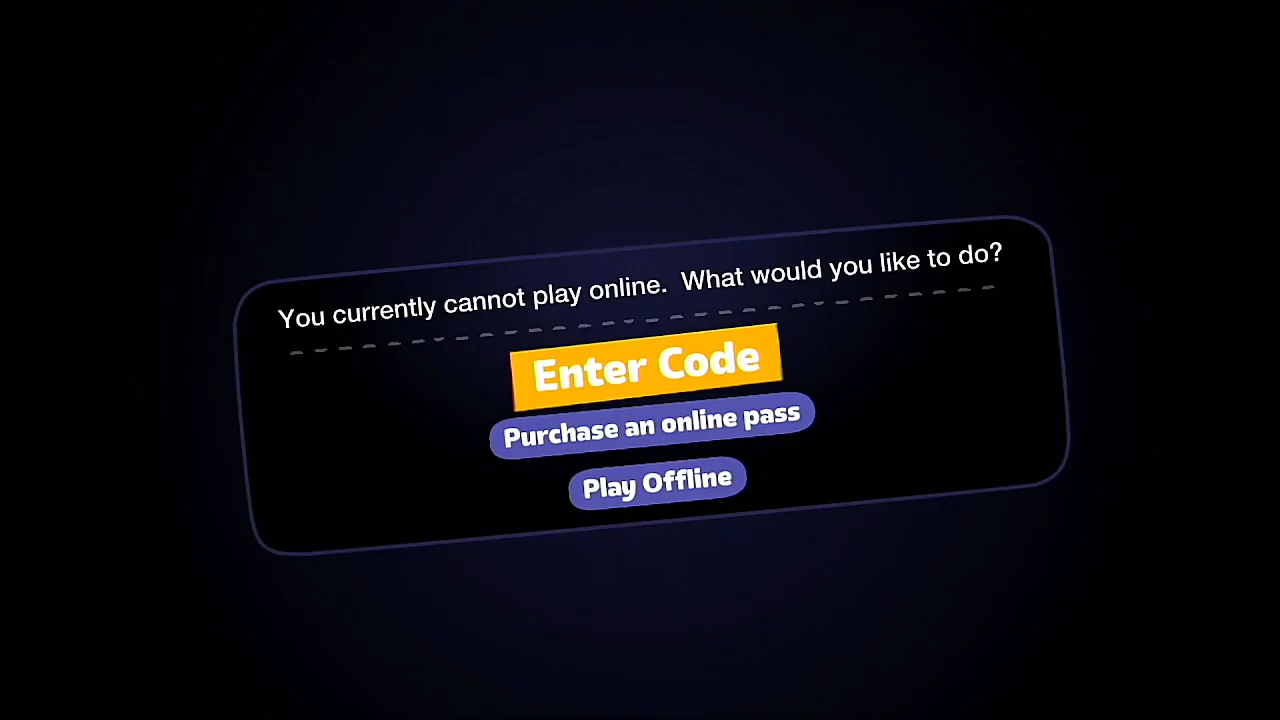 You currently cannot play online.  What would you like to do?
Enter Code
Purchase an online pass
Play Offline